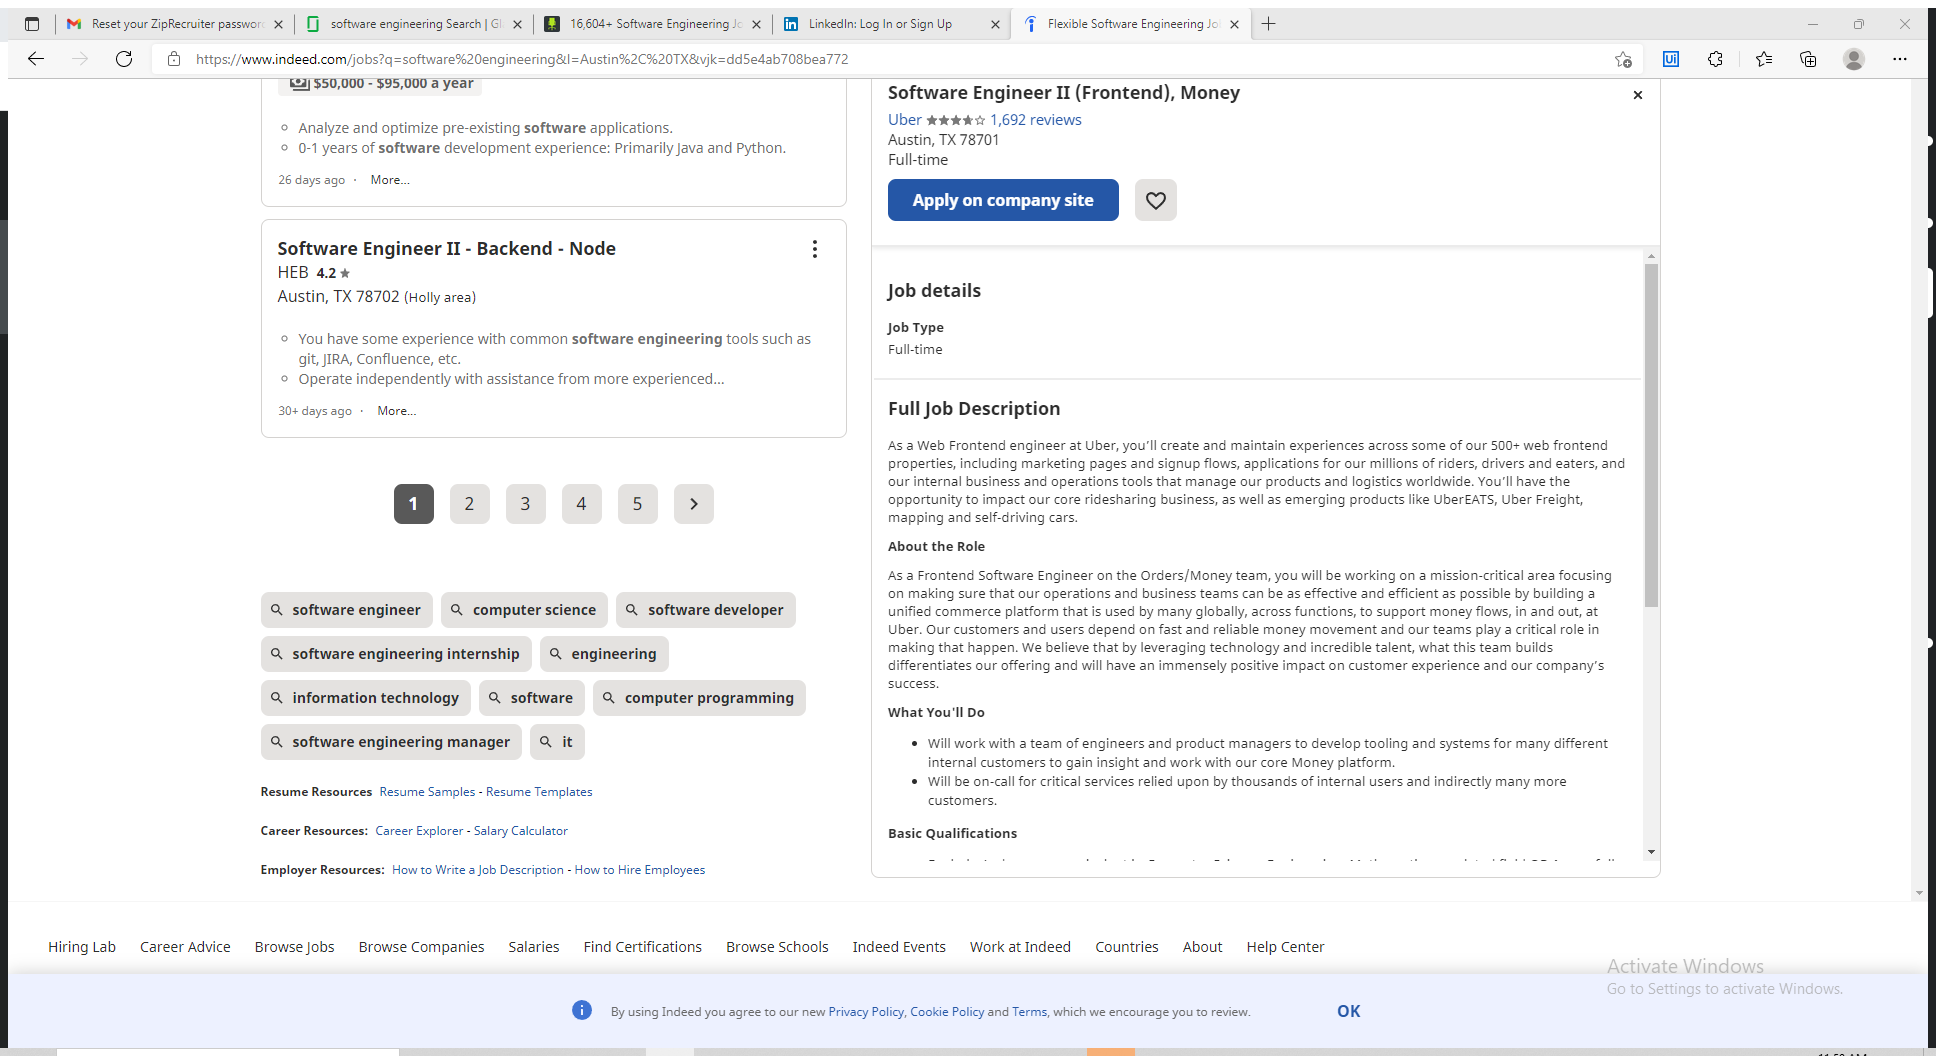 Reset your ZipRecruiter password
software engineering Search | Gl
16,604+ Software Engineering Jo
LinkedIn: Log In or Sign Up
Flexible Software Engineering Jo
https://www.indeed.com/jobs?q=software%20engineering&l=Austin%2C%20TX&vjk=dd5e4ab708bea772
$50,000 - $95,000 a year
Analyze and optimize pre-existing software applications.
0-1 years of software development experience: Primarily Java and Python.
26 days ago · More...
Software Engineer II - Backend - Node
HEB 4.2
Austin, TX 78702 (Holly area)
You have some experience with common software engineering tools such as
git, JIRA, Confluence, etc.
Operate independently with assistance from more experienced...
30+ days ago · More...
1 2 3 4 5
software engineer computer science software developer
software engineering internship engineering
information technology software computer programming
software engineering manager it
Resume Resources Resume Samples - Resume Templates
Career Resources: Career Explorer - Salary Calculator
Employer Resources: How to Write a Job Description - How to Hire Employees
Software Engineer II (Frontend), Money
Uber 1,692 reviews
Austin, TX 78701
Full-time
Apply on company site
Job details
Job Type
Full-time
Full Job Description
As a Web Frontend engineer at Uber, you’ll create and maintain experiences across some of our 500+ web frontend
properties, including marketing pages and signup flows, applications for our millions of riders, drivers and eaters, and
our internal business and operations tools that manage our products and logistics worldwide. You’ll have the
opportunity to impact our core ridesharing business, as well as emerging products like UberEATS, Uber Freight,
mapping and self-driving cars.
About the Role
As a Frontend Software Engineer on the Orders/Money team, you will be working on a mission-critical area focusing
on making sure that our operations and business teams can be as effective and efficient as possible by building a
unified commerce platform that is used by many globally, across functions, to support money flows, in and out, at
Uber. Our customers and users depend on fast and reliable money movement and our teams play a critical role in
making that happen. We believe that by leveraging technology and incredible talent, what this team builds
differentiates our offering and will have an immensely positive impact on customer experience and our company’s
success.
What You'll Do
Will work with a team of engineers and product managers to develop tooling and systems for many different
internal customers to gain insight and work with our core Money platform.
Will be on-call for critical services relied upon by thousands of internal users and indirectly many more
customers.
Basic Qualifications
Hiring Lab Career Advice Browse Jobs Browse Companies Salaries Find Certifications Browse Schools Indeed Events Work at Indeed Countries About Help Center
Activate Windows
Go to Settings to activate Windows.
By using Indeed you agree to our new Privacy Policy, Cookie Policy and Terms, which we encourage you to review.
OK